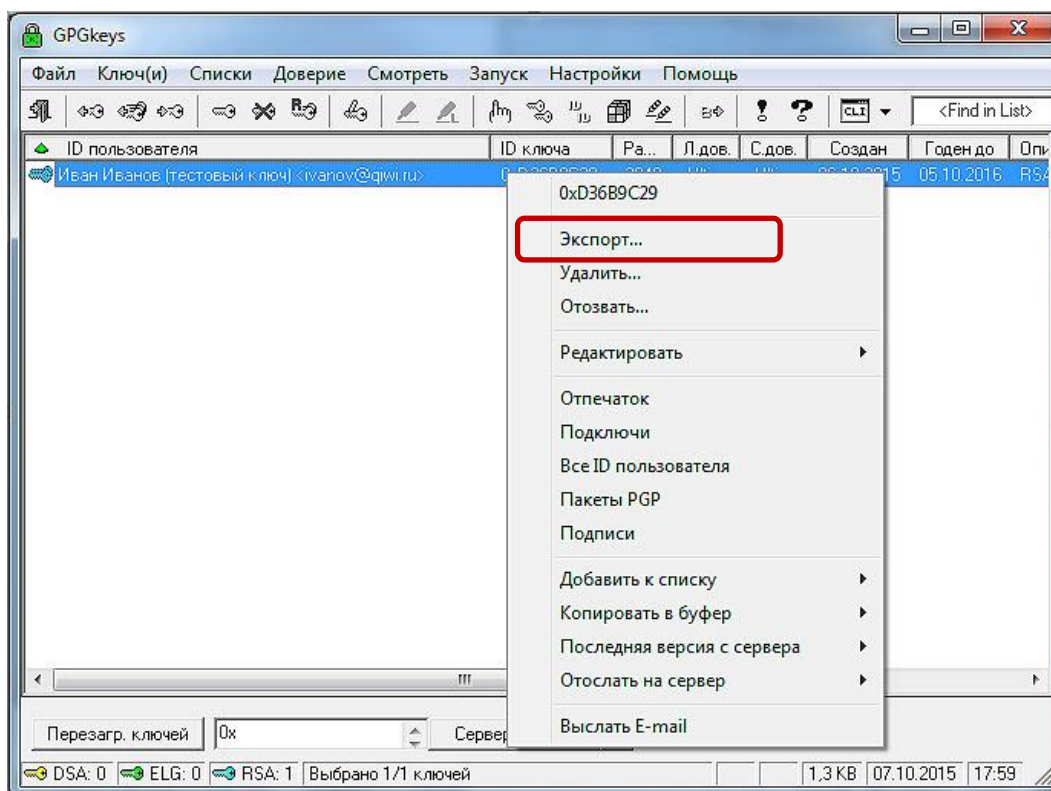 GPGkeys
Файл Ключ(и) Списки Доверие Смотреть Запуск Настройки Помощь
CLI <Find in List>
ID пользователя ID ключа Ра... Л.дов. С.дов. Создан Годен до
Иван Иванов (тестовый ключ) <ivanov@qiwi.ru> 05.10.2016 RSA
0xD36B9C29
Экспорт...
Удалить...
Отозвать...
Редактировать
Отпечаток
Подключи
Все ID пользователя
Пакеты PGP
Подписи
Добавить к списку
Копировать в буфер
Последняя версия с сервера
Отослать на сервер
Выслать E-mail
Перезагр. ключей 0x Сервер
DSA: 0 ELG: 0 RSA: 1 Выбрано 1/1 ключей 1,3 KB 07.10.2015 17:59